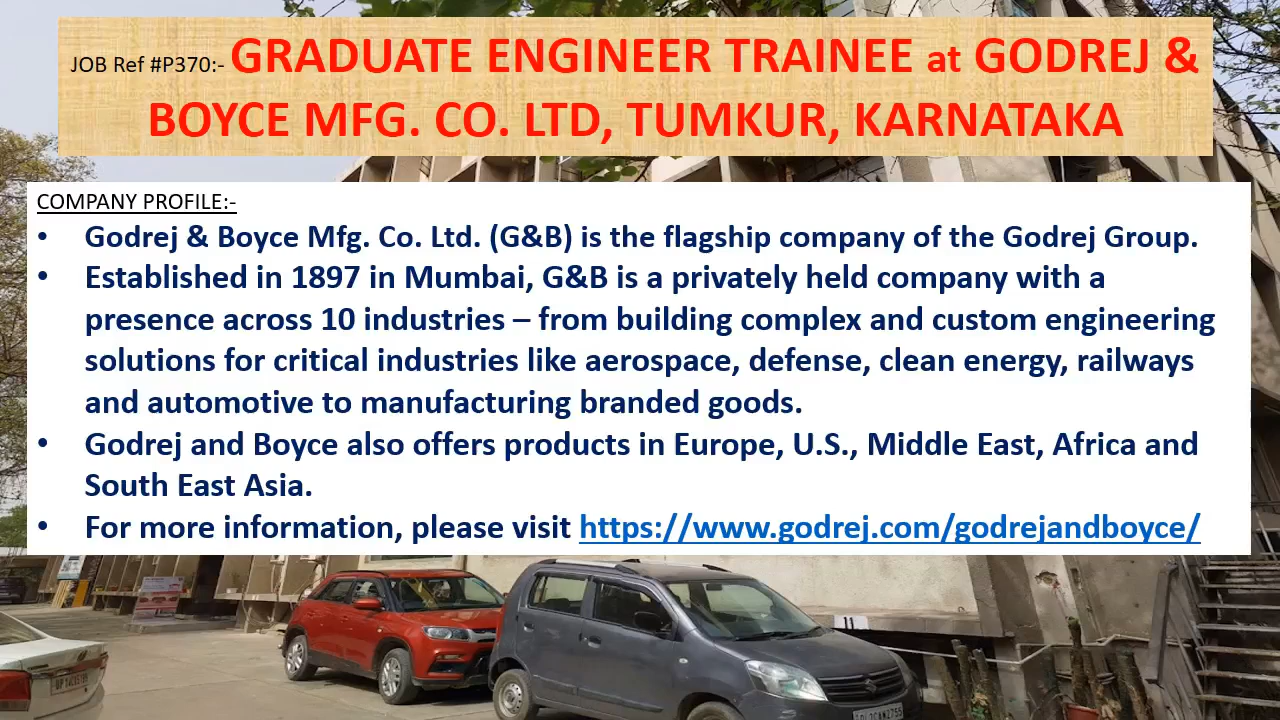 JOB Ref #P370:- GRADUATE ENGINEER TRAINEE at GODREJ &
BOYCE MFG. CO. LTD, TUMKUR, KARNATAKA
COMPANY PROFILE:-
• Godrej & Boyce Mfg. Co. Ltd. (G&B) is the flagship company of the Godrej Group.
• Established in 1897 in Mumbai, G&B is a privately held company with a
presence across 10 industries – from building complex and custom engineering
solutions for critical industries like aerospace, defense, clean energy, railways
and automotive to manufacturing branded goods.
• Godrej and Boyce also offers products in Europe, U.S., Middle East, Africa and
South East Asia.
• For more information, please visit https://www.godrej.com/godrejandboyce/
11